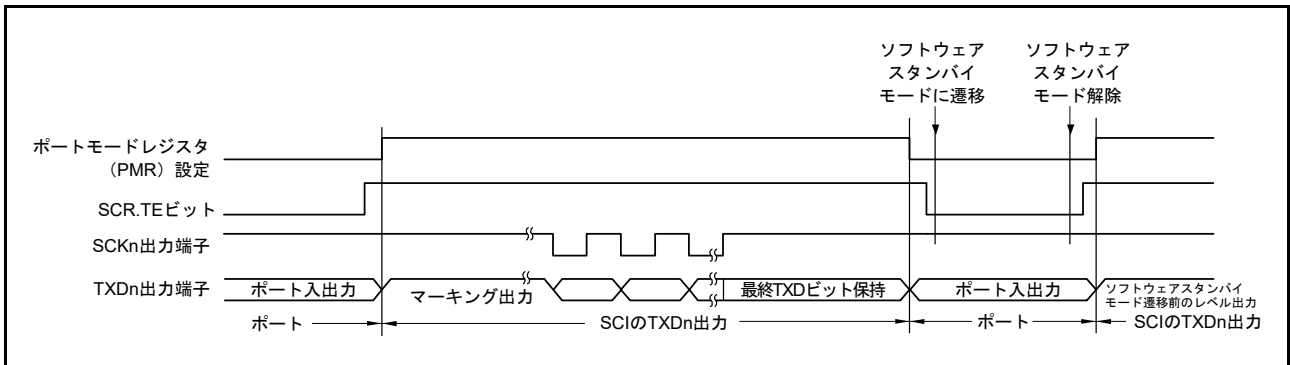 ソフトウェア
スタンバイ
モードに遷移
ソフトウェア
スタンバイ
モード解除
ポートモードレジスタ
（PMR）設定
SCR.TEビット
SCKn出力端子
TXDn出力端子
ポート入出力
マーキング出力
最終TXDビット保持
ポート入出力
ソフトウェアスタンバイ
モード遷移前のレベル出力
ポート
SCIのTXDn出力
ポート
SCIのTXDn出力